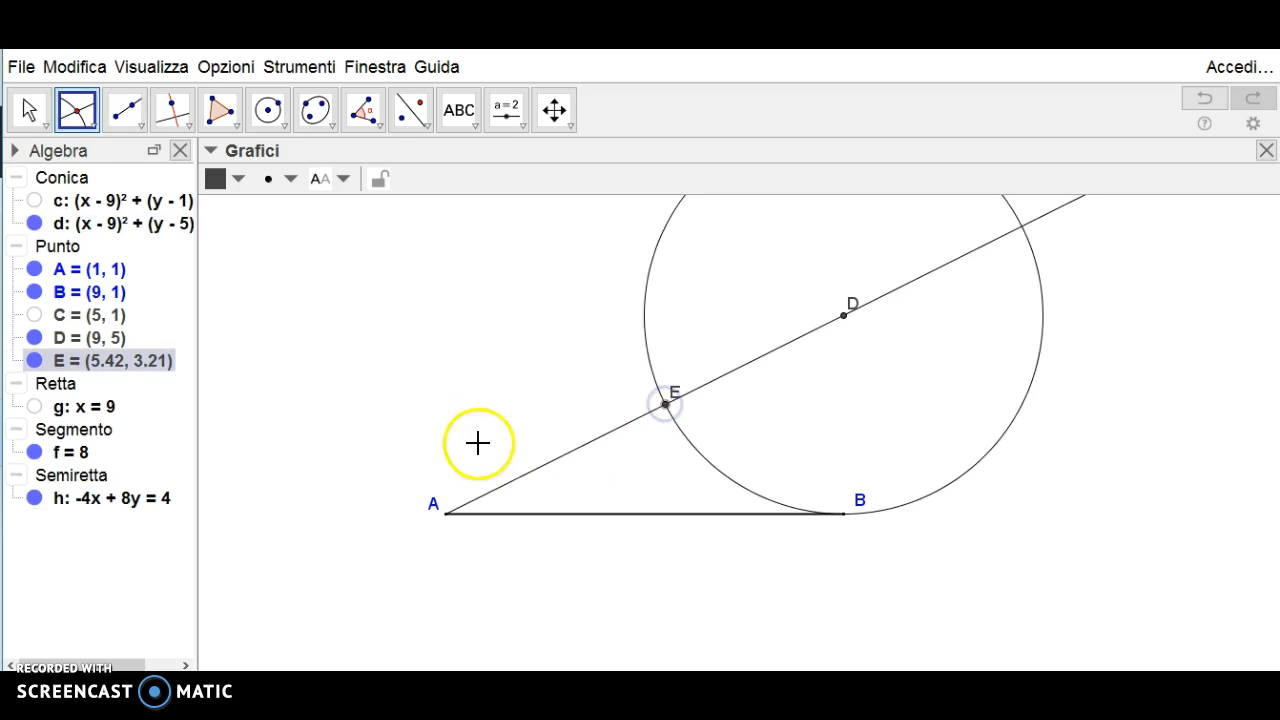 File Modifica Visualizza Opzioni Strumenti Finestra Guida Accedi...
α ABC a=2
Algebra Grafici
AA
Conica
c: (x - 9)² + (y - 1)
d: (x - 9)² + (y - 5)
Punto
A = (1, 1)
B = (9, 1)
C = (5, 1)
D = (9, 5)
E = (5.42, 3.21)
Retta
g: x = 9
Segmento
f = 8
Semiretta
h: -4x + 8y = 4
D
E
A
B
RECORDED WITH
SCREENCAST MATIC